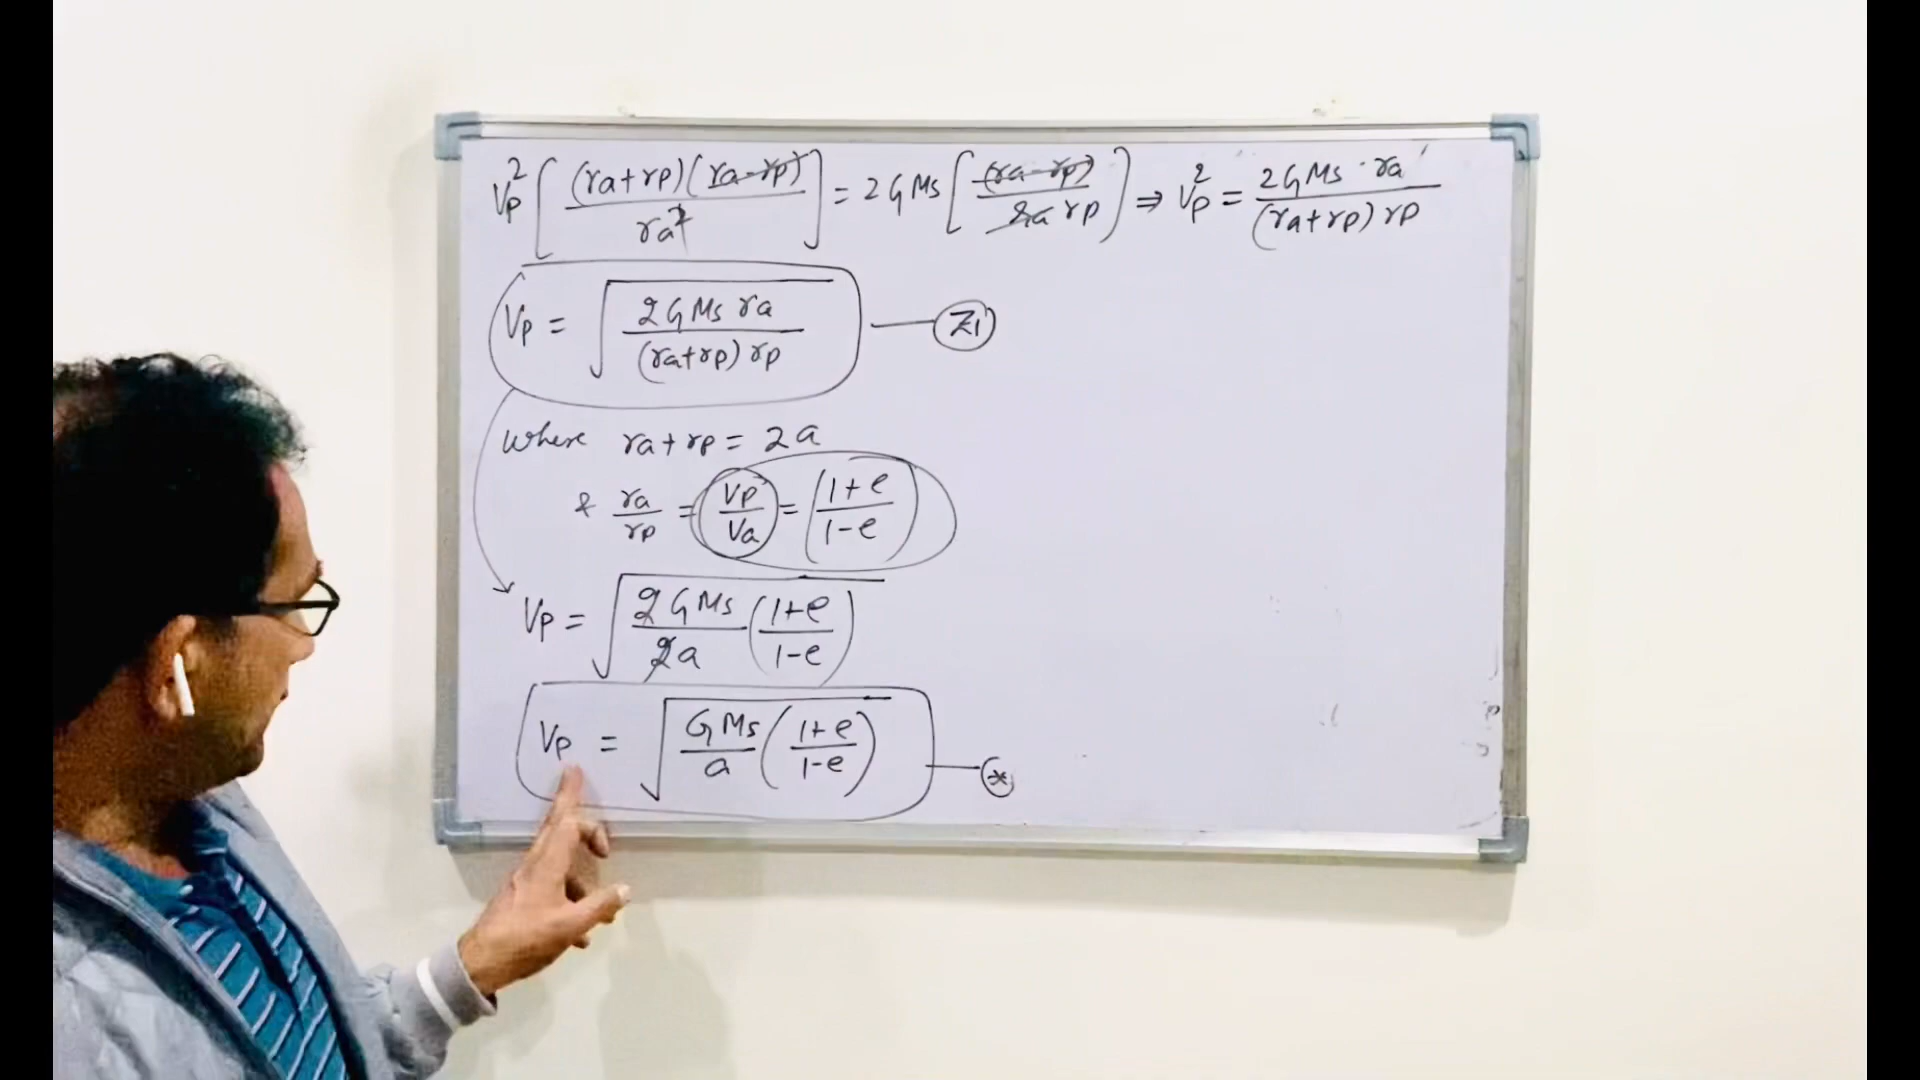 Vp² [ (ra+rp)(ra-rp) / ra² ] = 2GMs [ (ra-rp) / ra rp ] ⇒ Vp² = 2GMs · ra / (ra+rp) rp
Vp = √( 2GMs ra / (ra+rp) rp ) — Z1
where ra + rp = 2a
& ra/rp = Vp/Va = (1+e / 1-e)
Vp = √( 2GMs / 2a (1+e / 1-e) )
Vp = √( GMs / a (1+e / 1-e) ) — *